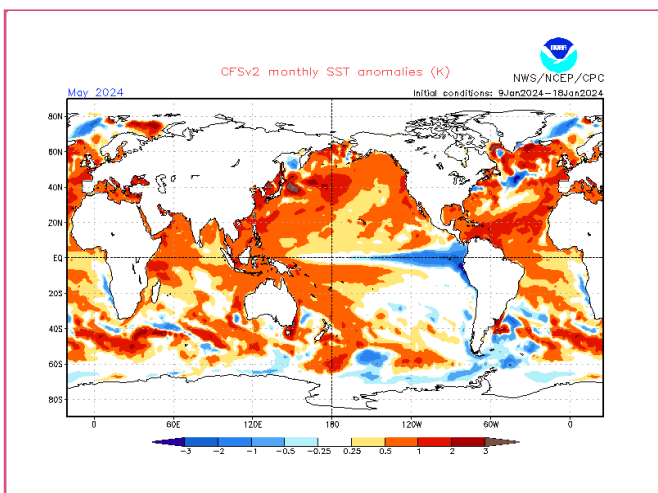 NOAA
CFSv2 monthly SST anomalies (K)
NWS/NCEP/CPC
May 2024
Initial conditions: 9Jan2024-18Jan2024
80N
60N
40N
20N
EQ
20S
40S
60S
80S
0 60E 120E 180 120W 60W 0
-3 -2 -1 -0.5 -0.25 0.25 0.5 1 2 3